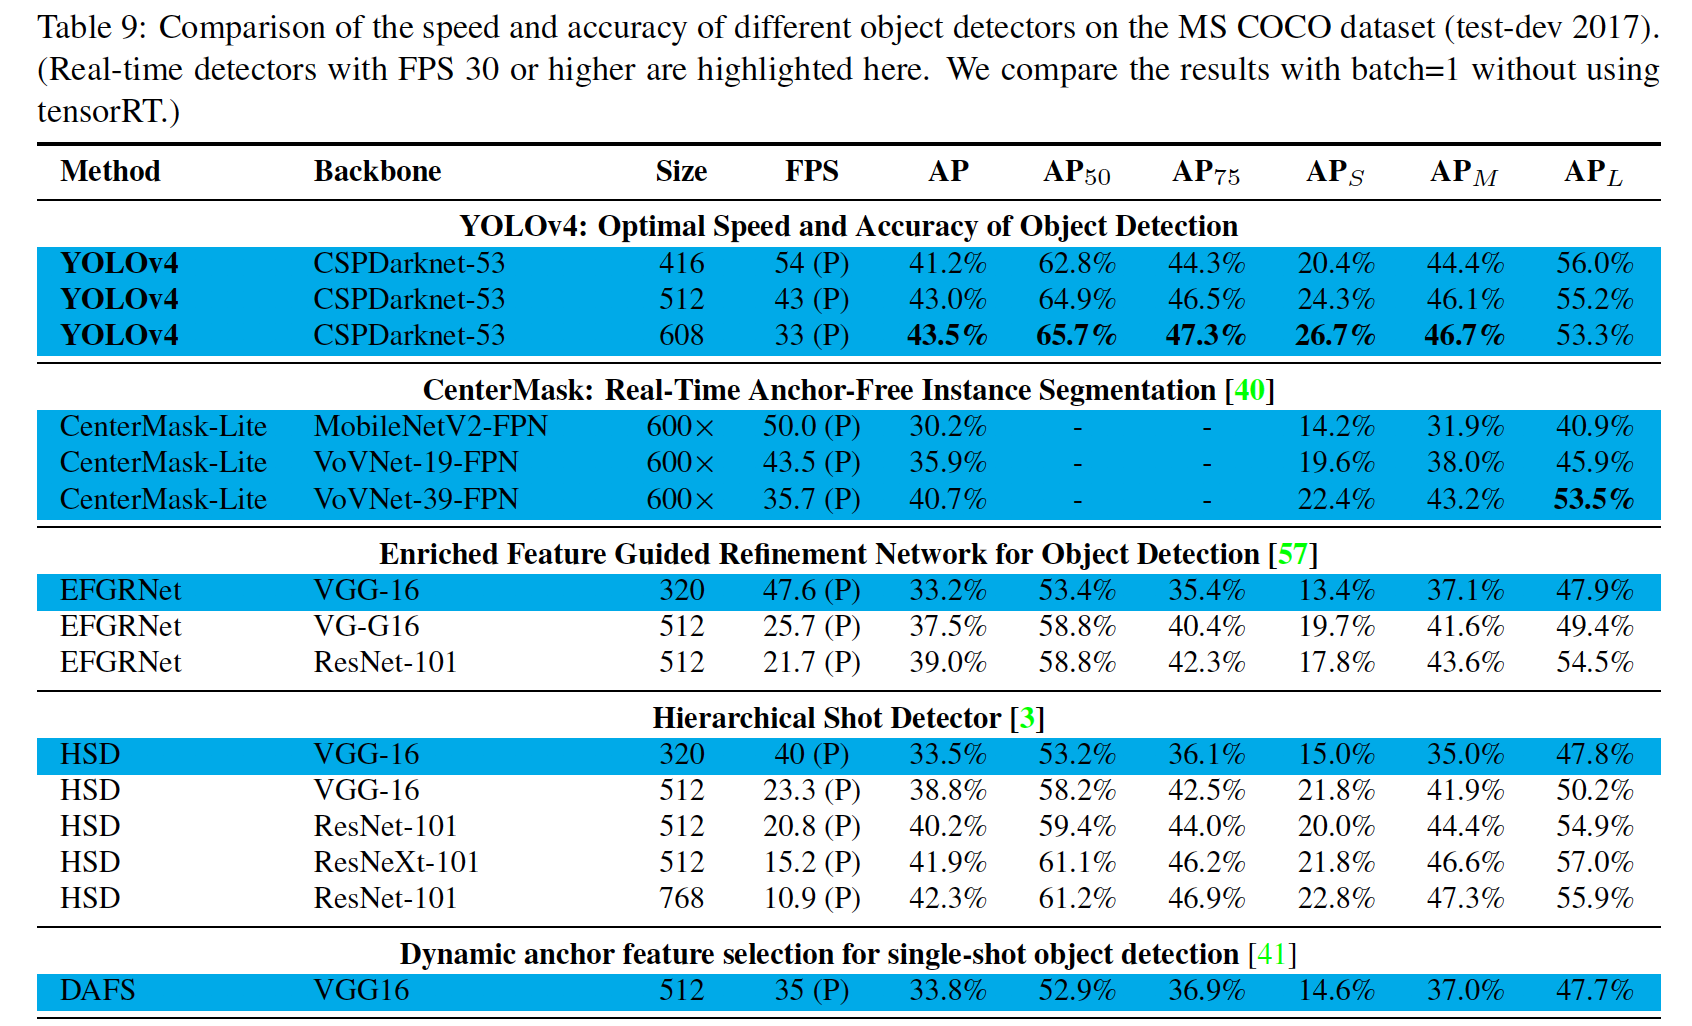 Table 9: Comparison of the speed and accuracy of different object detectors on the MS COCO dataset (test-dev 2017).
(Real-time detectors with FPS 30 or higher are highlighted here. We compare the results with batch=1 without using
tensorRT.)
Method Backbone Size FPS AP AP50 AP75 APS APM APL
YOLOv4: Optimal Speed and Accuracy of Object Detection
YOLOv4 CSPDarknet-53 416 54 (P) 41.2% 62.8% 44.3% 20.4% 44.4% 56.0%
YOLOv4 CSPDarknet-53 512 43 (P) 43.0% 64.9% 46.5% 24.3% 46.1% 55.2%
YOLOv4 CSPDarknet-53 608 33 (P) 43.5% 65.7% 47.3% 26.7% 46.7% 53.3%
CenterMask: Real-Time Anchor-Free Instance Segmentation [40]
CenterMask-Lite MobileNetV2-FPN 600× 50.0 (P) 30.2% - - 14.2% 31.9% 40.9%
CenterMask-Lite VoVNet-19-FPN 600× 43.5 (P) 35.9% - - 19.6% 38.0% 45.9%
CenterMask-Lite VoVNet-39-FPN 600× 35.7 (P) 40.7% - - 22.4% 43.2% 53.5%
Enriched Feature Guided Refinement Network for Object Detection [57]
EFGRNet VGG-16 320 47.6 (P) 33.2% 53.4% 35.4% 13.4% 37.1% 47.9%
EFGRNet VG-G16 512 25.7 (P) 37.5% 58.8% 40.4% 19.7% 41.6% 49.4%
EFGRNet ResNet-101 512 21.7 (P) 39.0% 58.8% 42.3% 17.8% 43.6% 54.5%
Hierarchical Shot Detector [3]
HSD VGG-16 320 40 (P) 33.5% 53.2% 36.1% 15.0% 35.0% 47.8%
HSD VGG-16 512 23.3 (P) 38.8% 58.2% 42.5% 21.8% 41.9% 50.2%
HSD ResNet-101 512 20.8 (P) 40.2% 59.4% 44.0% 20.0% 44.4% 54.9%
HSD ResNeXt-101 512 15.2 (P) 41.9% 61.1% 46.2% 21.8% 46.6% 57.0%
HSD ResNet-101 768 10.9 (P) 42.3% 61.2% 46.9% 22.8% 47.3% 55.9%
Dynamic anchor feature selection for single-shot object detection [41]
DAFS VGG16 512 35 (P) 33.8% 52.9% 36.9% 14.6% 37.0% 47.7%